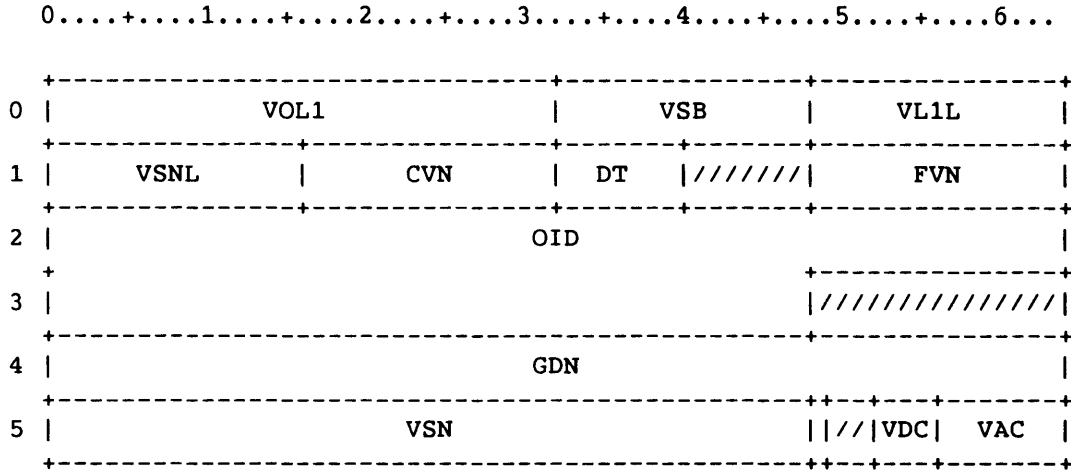 0....+....1....+....2....+....3....+....4....+....5....+....6...
+-------------------------------+---------------+---------------+
0 | VOL1 | VSB | VL1L |
+---------------+---------------+-------+-------+---------------+
1 | VSNL | CVN | DT |///////| FVN |
+---------------+---------------+-------+-------+---------------+
2 | OID |
+ +---------------+
3 | |///////////////|
+-----------------------------------------------+---------------+
4 | GDN |
+-----------------------------------------------++--+---+-------+
5 | VSN ||//|VDC| VAC |
+-----------------------------------------------++--+---+-------+